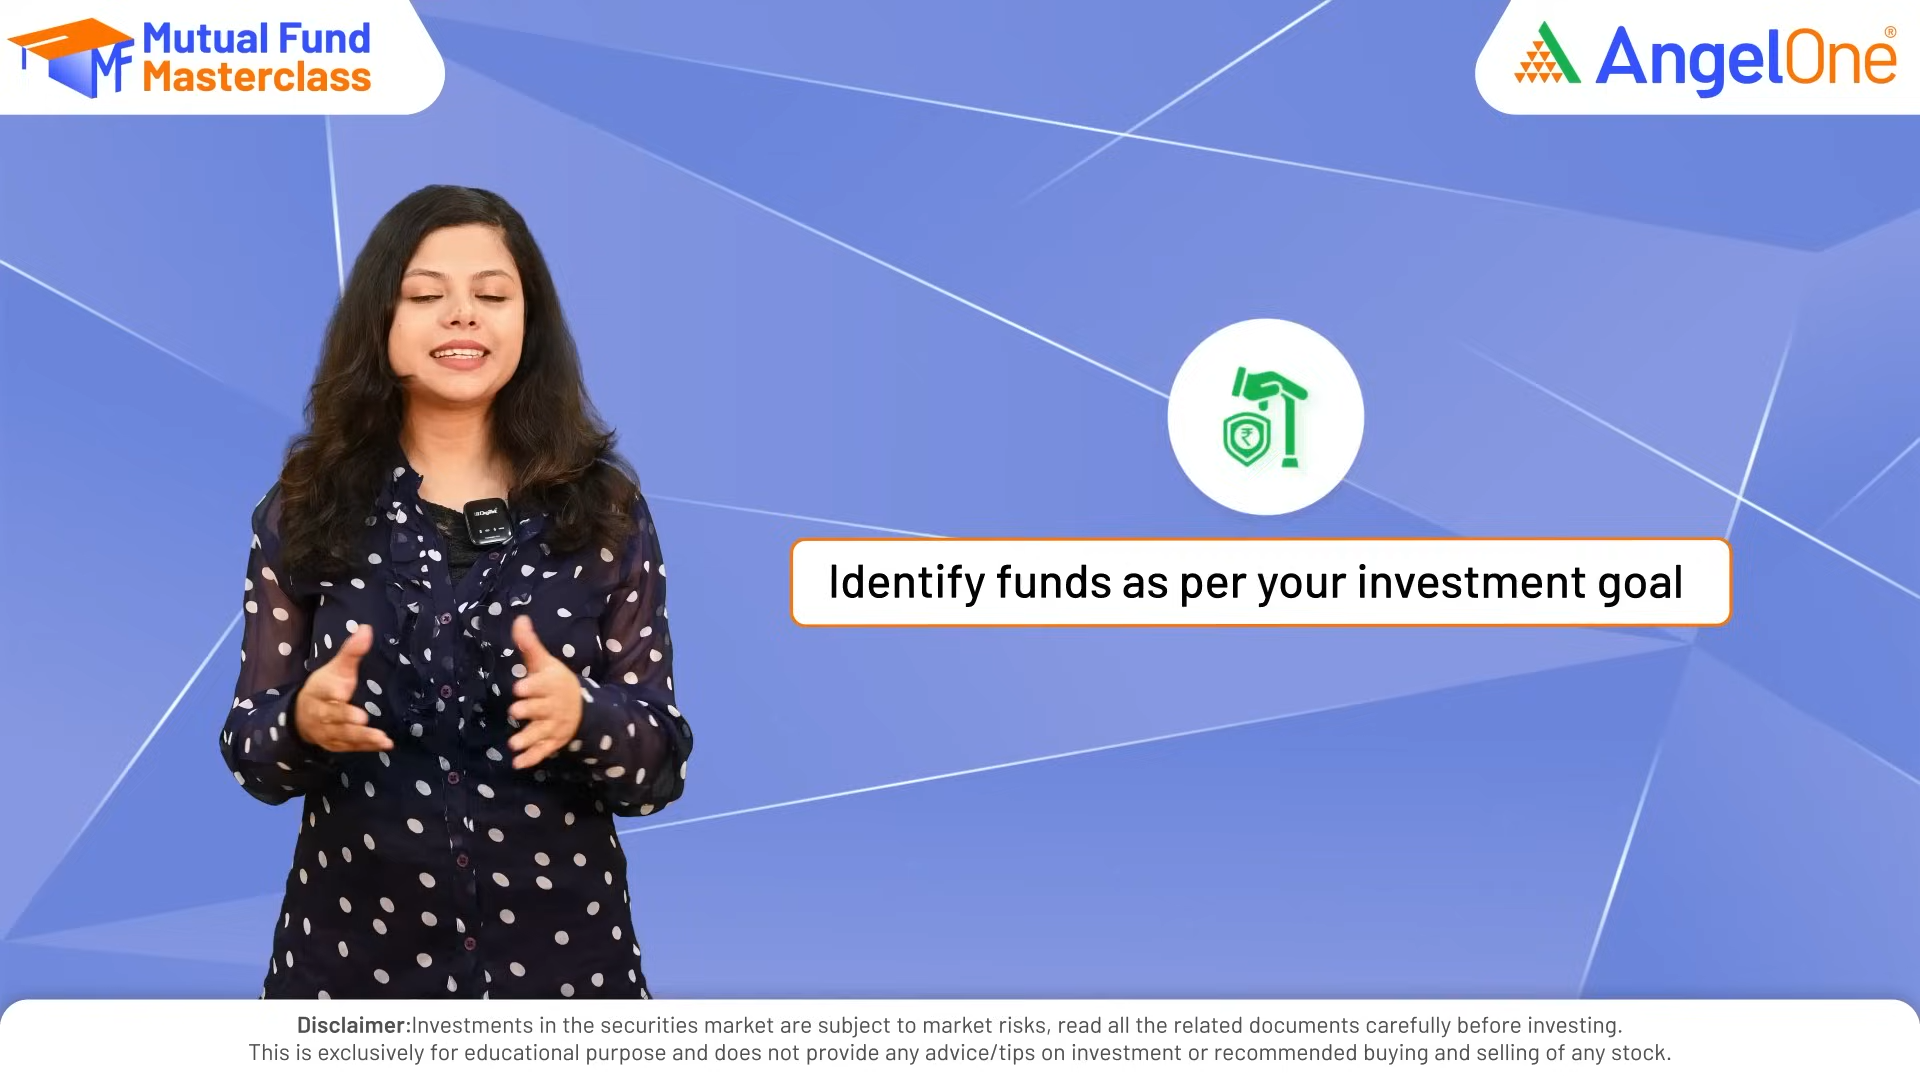 MF
Mutual Fund
Masterclass
AngelOne®
₹
Identify funds as per your investment goal
Disclaimer:Investments in the securities market are subject to market risks, read all the related documents carefully before investing.
This is exclusively for educational purpose and does not provide any advice/tips on investment or recommended buying and selling of any stock.